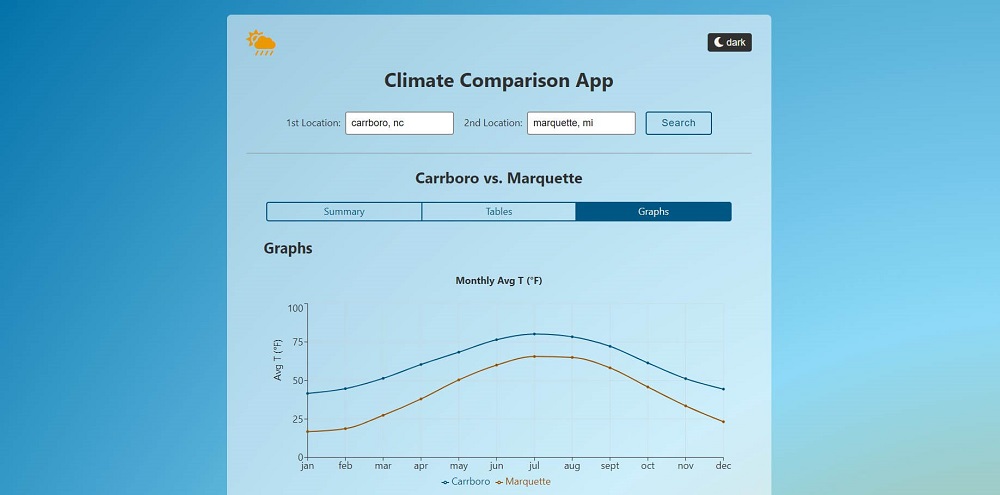 dark
Climate Comparison App
1st Location: carrboro, nc 2nd Location: marquette, mi Search
Carrboro vs. Marquette
Summary Tables Graphs
Graphs
Monthly Avg T (°F)
100
75
50
25
0
Avg T (°F)
jan feb mar apr may jun jul aug sept oct nov dec
Carrboro Marquette